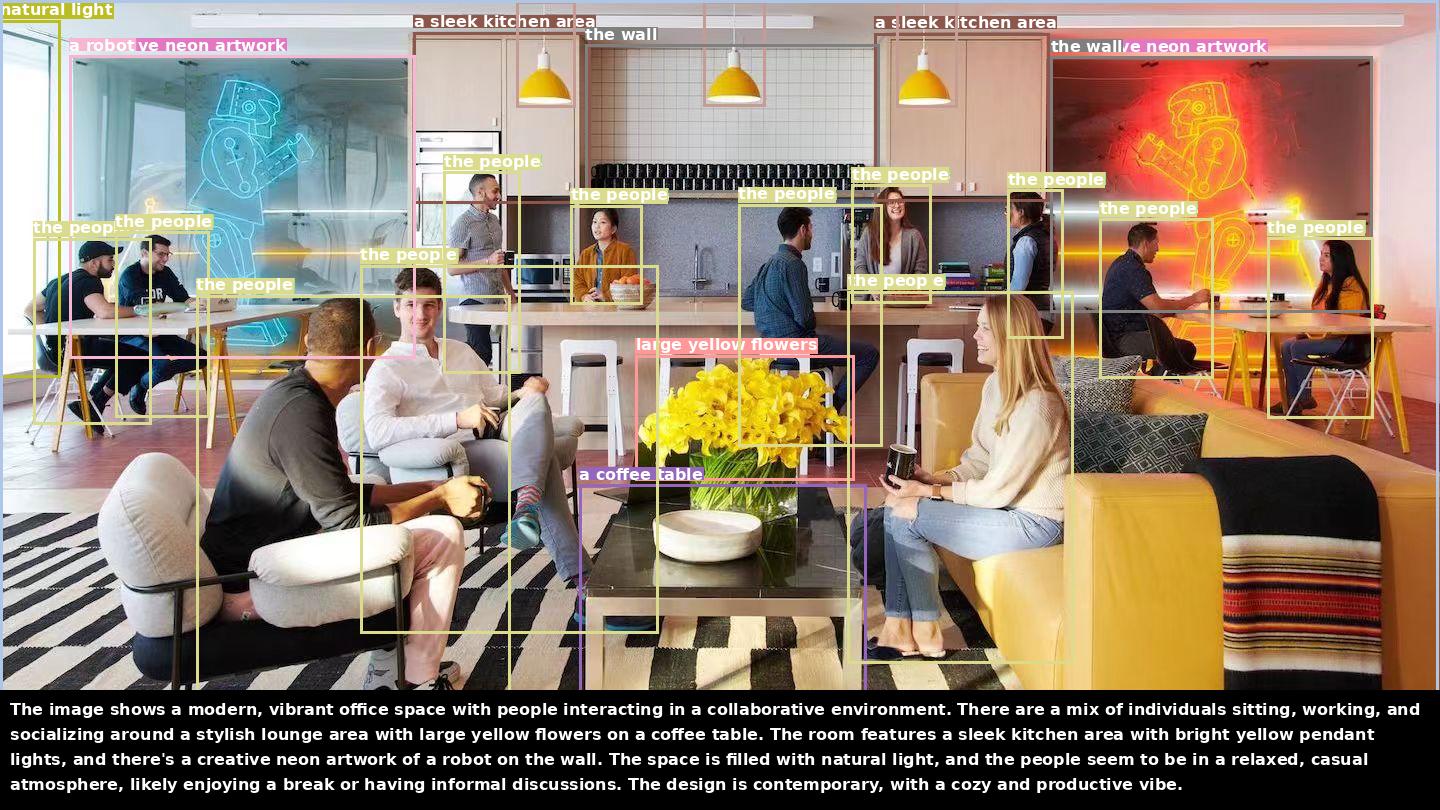 natural light
a sleek kitchen area
a sleek kitchen area
the wall
a robot
ve neon artwork
the wall
ve neon artwork
the people
the people
the people
the people
the people
the people
the people
the people
the people
the people
the people
the people
the people
large yellow flowers
a coffee table
The image shows a modern, vibrant office space with people interacting in a collaborative environment. There are a mix of individuals sitting, working, and
socializing around a stylish lounge area with large yellow flowers on a coffee table. The room features a sleek kitchen area with bright yellow pendant
lights, and there's a creative neon artwork of a robot on the wall. The space is filled with natural light, and the people seem to be in a relaxed, casual
atmosphere, likely enjoying a break or having informal discussions. The design is contemporary, with a cozy and productive vibe.